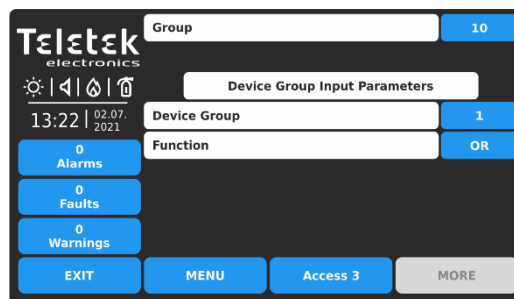 Teletek
electronics
13:22 02.07.
2021
0
Alarms
0
Faults
0
Warnings
EXIT
Group 10
Device Group Input Parameters
Device Group 1
Function OR
MENU Access 3 MORE